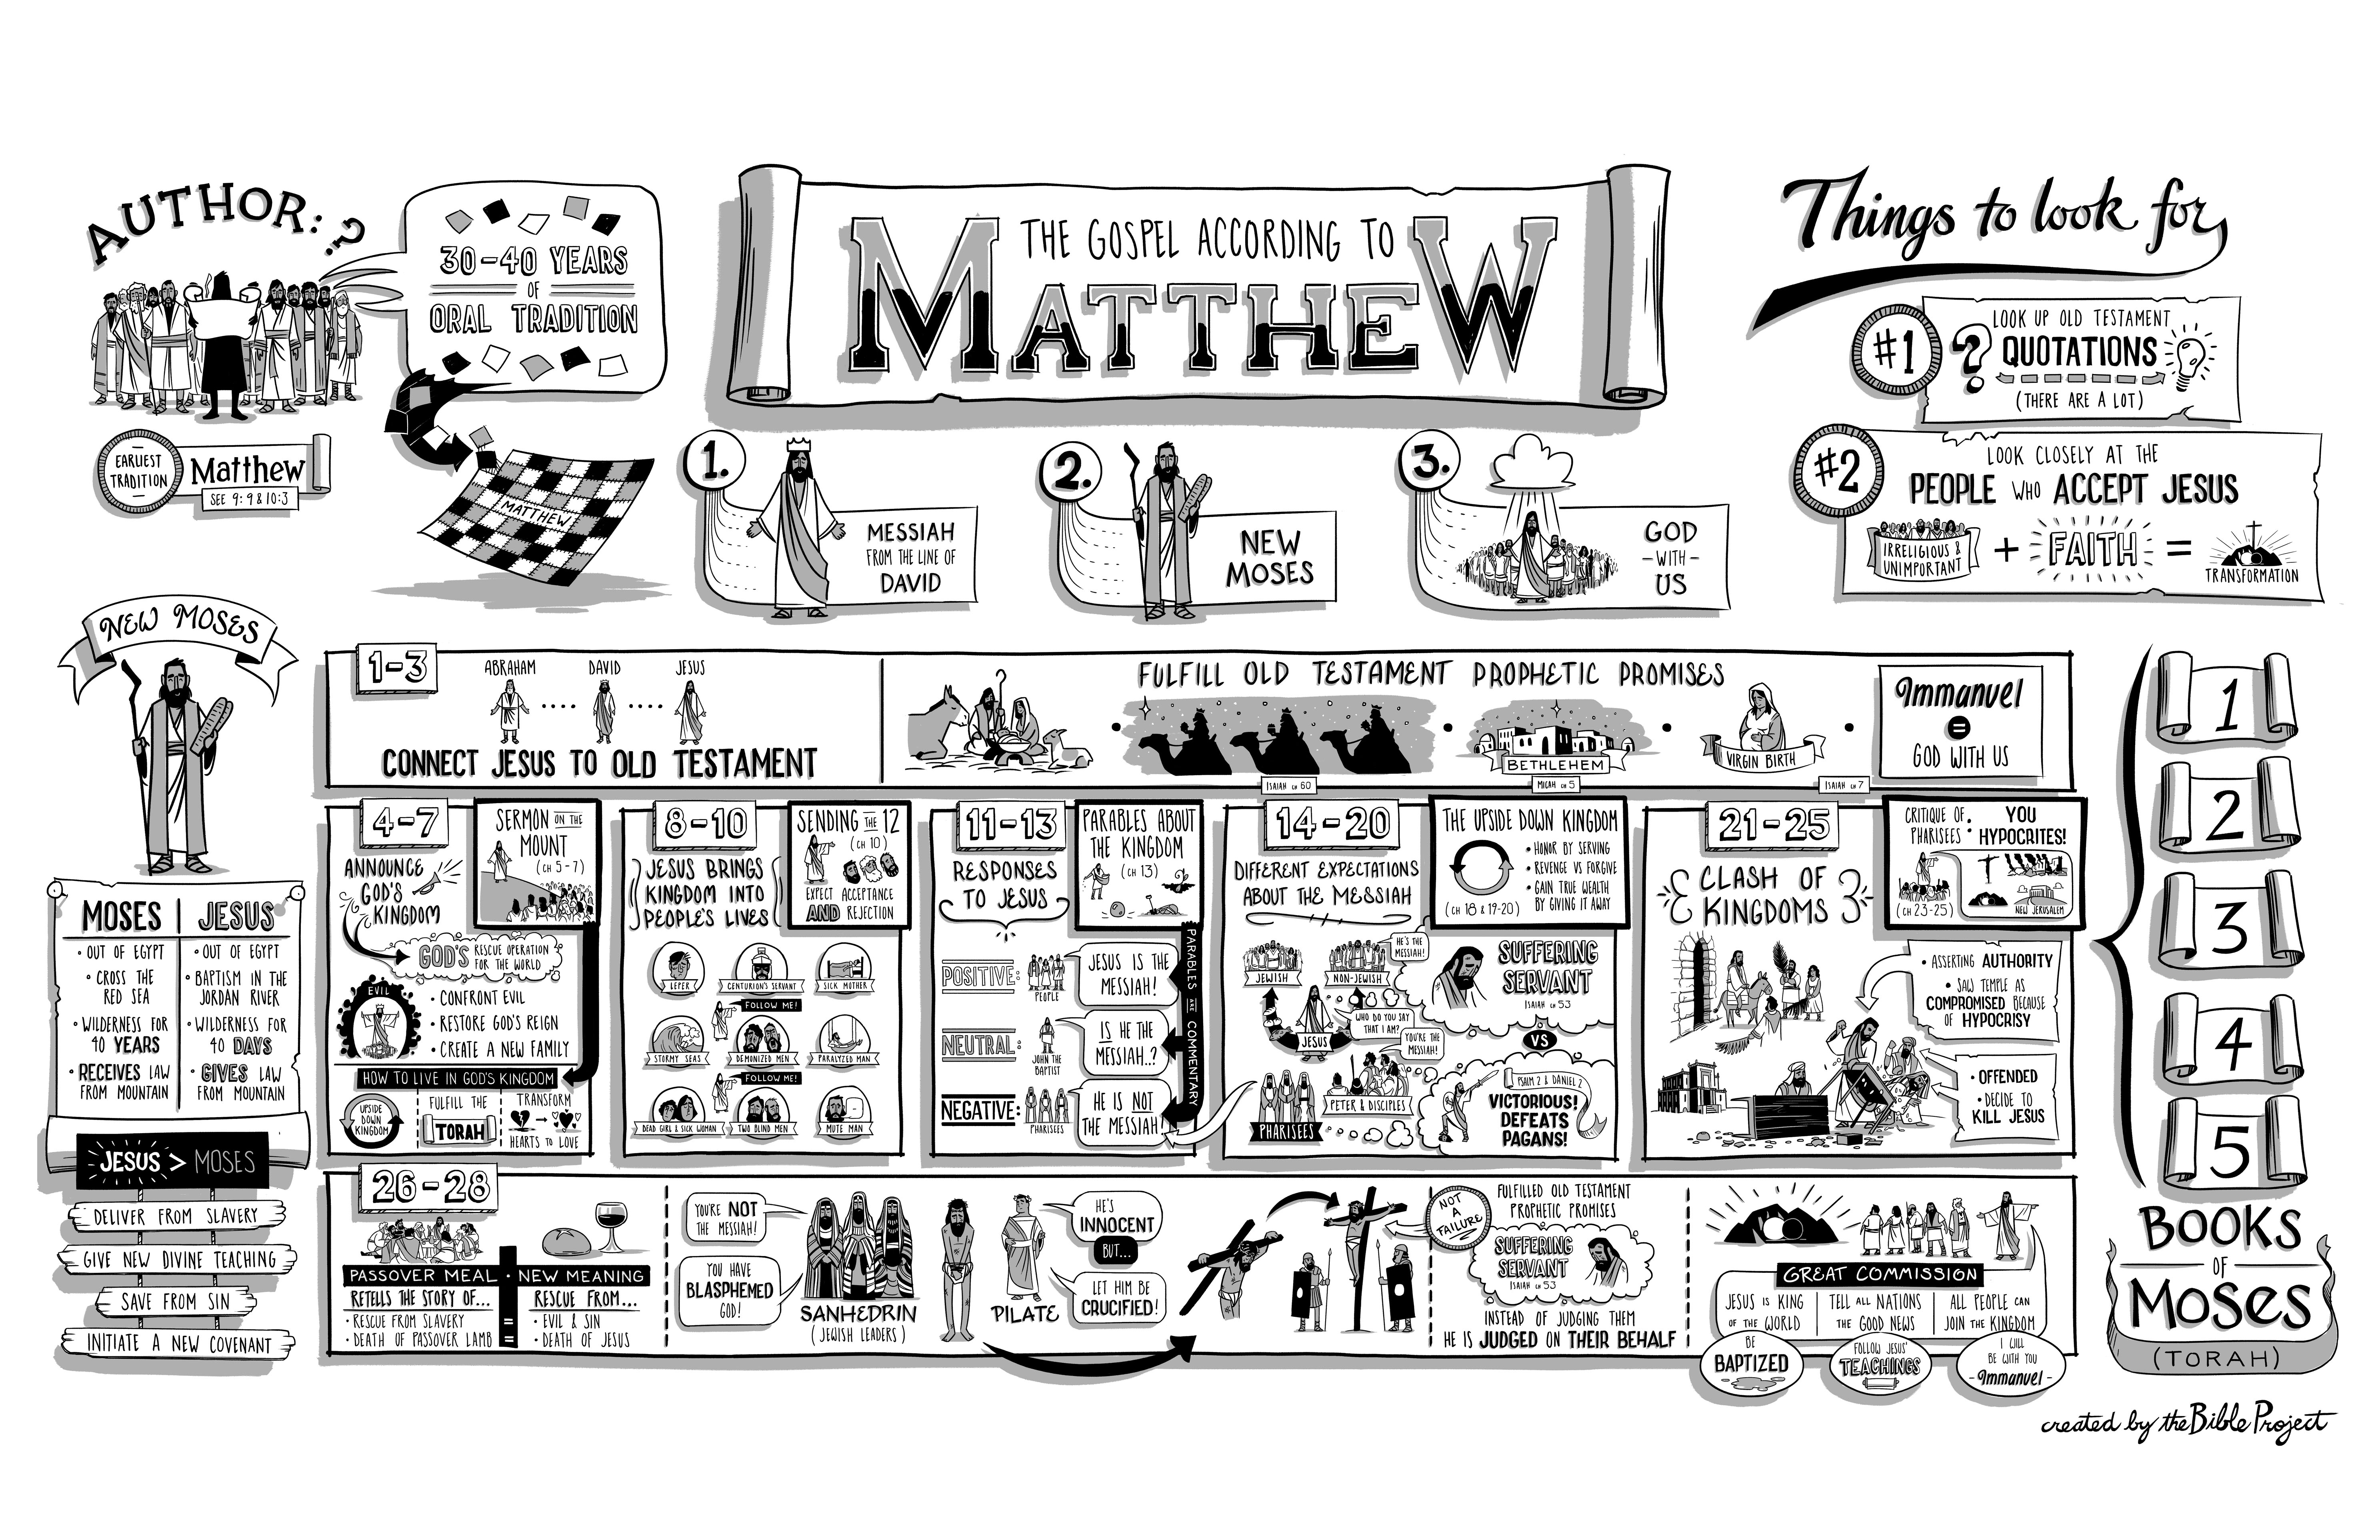 AUTHOR: ?
30-40 YEARS
OF
ORAL TRADITION
EARLIEST
TRADITION
Matthew
SEE 9:9 & 10:3
MATTHEW
THE GOSPEL ACCORDING TO
MATTHEW
1.
MESSIAH
FROM THE LINE OF
DAVID
2.
NEW
MOSES
3.
GOD
- WITH -
US
Things to look for
#1
?
LOOK UP OLD TESTAMENT
QUOTATIONS
(THERE ARE A LOT)
#2
LOOK CLOSELY AT THE
PEOPLE WHO ACCEPT JESUS
IRRELIGIOUS &
UNIMPORTANT
+
FAITH
=
TRANSFORMATION
NEW MOSES
MOSES | JESUS
• OUT OF EGYPT
• CROSS THE
RED SEA
• WILDERNESS FOR
40 YEARS
• RECEIVES LAW
FROM MOUNTAIN
• OUT OF EGYPT
• BAPTISM IN THE
JORDAN RIVER
• WILDERNESS FOR
40 DAYS
• GIVES LAW
FROM MOUNTAIN
JESUS > MOSES
DELIVER FROM SLAVERY
GIVE NEW DIVINE TEACHING
SAVE FROM SIN
INITIATE A NEW COVENANT
1-3
ABRAHAM
DAVID
JESUS
CONNECT JESUS TO OLD TESTAMENT
FULFILL OLD TESTAMENT PROPHETIC PROMISES
BETHLEHEM
VIRGIN BIRTH
ISAIAH CH 60
MICAH CH 5
ISAIAH CH 7
Immanuel
=
GOD WITH US
4-7
ANNOUNCE
GOD'S
KINGDOM
SERMON ON THE
MOUNT
(CH 5-7)
GOD'S RESCUE OPERATION
FOR THE WORLD
EVIL
• CONFRONT EVIL
• RESTORE GOD'S REIGN
• CREATE A NEW FAMILY
HOW TO LIVE IN GOD'S KINGDOM
UPSIDE
DOWN
KINGDOM
FULFILL THE
TORAH
TRANSFORM
HEARTS TO LOVE
8-10
JESUS BRINGS
KINGDOM INTO
PEOPLE'S LIVES
SENDING THE 12
(CH 10)
EXPECT ACCEPTANCE
AND REJECTION
LEPER
CENTURION'S SERVANT
SICK MOTHER
FOLLOW ME!
STORMY SEAS
DEMONIZED MEN
PARALYZED MAN
FOLLOW ME!
DEAD GIRL & SICK WOMAN
TWO BLIND MEN
MUTE MAN
11-13
RESPONSES
TO JESUS
PARABLES ABOUT
THE KINGDOM
(CH 13)
POSITIVE:
PEOPLE
JESUS IS THE
MESSIAH!
NEUTRAL:
JOHN THE
BAPTIST
IS HE THE
MESSIAH..?
NEGATIVE:
PHARISEES
HE IS NOT
THE MESSIAH!
PARABLES ARE COMMENTARY
14-20
DIFFERENT EXPECTATIONS
ABOUT THE MESSIAH
THE UPSIDE DOWN KINGDOM
(CH 18 & 19-20)
• HONOR BY SERVING
• REVENGE VS FORGIVE
• GAIN TRUE WEALTH
BY GIVING IT AWAY
JEWISH
NON-JEWISH
HE'S THE
MESSIAH!
SUFFERING
SERVANT
ISAIAH CH 53
JESUS
WHO DO YOU SAY
THAT I AM?
YOU'RE THE
MESSIAH!
VS
PETER & DISCIPLES
PHARISEES
PSALM 2 & DANIEL 2
VICTORIOUS!
DEFEATS
PAGANS!
21-25
CLASH OF
KINGDOMS
CRITIQUE OF
PHARISEES:
YOU
HYPOCRITES!
(CH 23-25)
NEW JERUSALEM
• ASSERTING AUTHORITY
• SAW TEMPLE AS
COMPROMISED BECAUSE
OF HYPOCRISY
• OFFENDED
• DECIDE TO
KILL JESUS
26-28
PASSOVER MEAL • NEW MEANING
RETELLS THE STORY OF...
• RESCUE FROM SLAVERY
• DEATH OF PASSOVER LAMB
=
=
RESCUE FROM...
• EVIL & SIN
• DEATH OF JESUS
YOU'RE NOT
THE MESSIAH!
YOU HAVE
BLASPHEMED
GOD!
SANHEDRIN
(JEWISH LEADERS)
PILATE
HE'S
INNOCENT
BUT...
LET HIM BE
CRUCIFIED!
NOT
A
FAILURE
FULFILLED OLD TESTAMENT
PROPHETIC PROMISES
SUFFERING
SERVANT
ISAIAH CH 53
INSTEAD OF JUDGING THEM
HE IS JUDGED ON THEIR BEHALF
GREAT COMMISSION
JESUS IS KING
OF THE WORLD
TELL ALL NATIONS
THE GOOD NEWS
ALL PEOPLE CAN
JOIN THE KINGDOM
BE
BAPTIZED
FOLLOW JESUS'
TEACHINGS
I WILL
BE WITH YOU
- Immanuel -
1
2
3
4
5
BOOKS
OF
MOSES
(TORAH)
created by the Bible Project